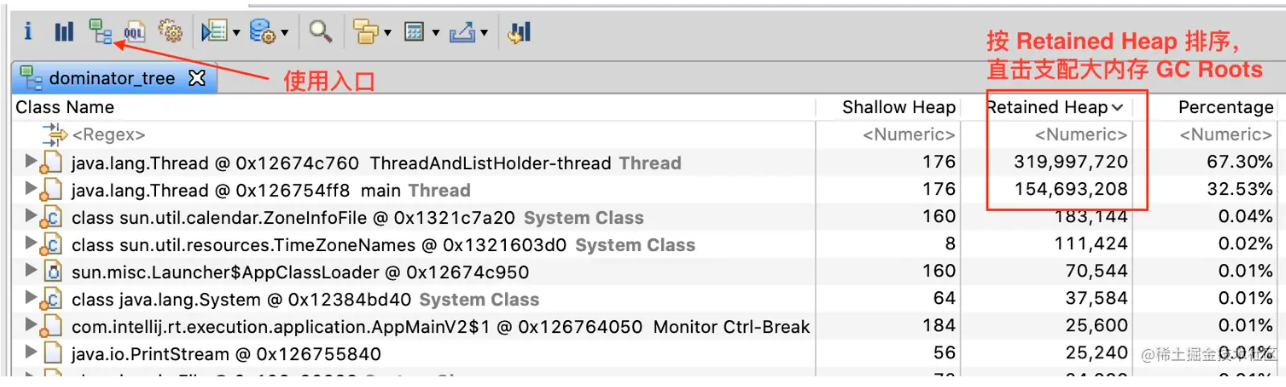 OQL
使用入口
按 Retained Heap 排序，
直击支配大内存 GC Roots
dominator_tree
Class Name Shallow Heap Retained Heap Percentage
<Regex> <Numeric> <Numeric> <Numeric>
java.lang.Thread @ 0x12674c760 ThreadAndListHolder-thread Thread 176 319,997,720 67.30%
java.lang.Thread @ 0x126754ff8 main Thread 176 154,693,208 32.53%
class sun.util.calendar.ZoneInfoFile @ 0x1321c7a20 System Class 160 183,144 0.04%
class sun.util.resources.TimeZoneNames @ 0x1321603d0 System Class 8 111,424 0.02%
sun.misc.Launcher$AppClassLoader @ 0x12674c950 160 70,544 0.01%
class java.lang.System @ 0x12384bd40 System Class 64 37,584 0.01%
com.intellij.rt.execution.application.AppMainV2$1 @ 0x126764050 Monitor Ctrl-Break 184 25,600 0.01%
java.io.PrintStream @ 0x126755840 56 25,240 0.01%
@稀土掘金技术社区